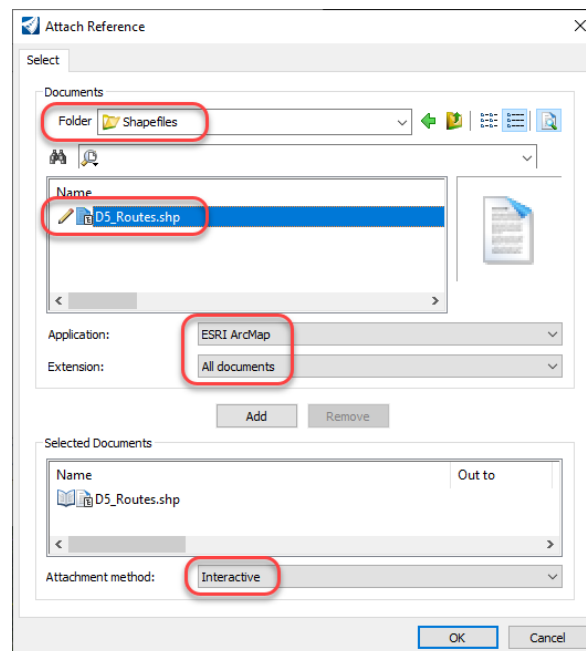 Attach Reference
Select
Documents
Folder Shapefiles
Name
D5_Routes.shp
Application: ESRI ArcMap
Extension: All documents
Add Remove
Selected Documents
Name Out to
D5_Routes.shp
Attachment method: Interactive
OK Cancel